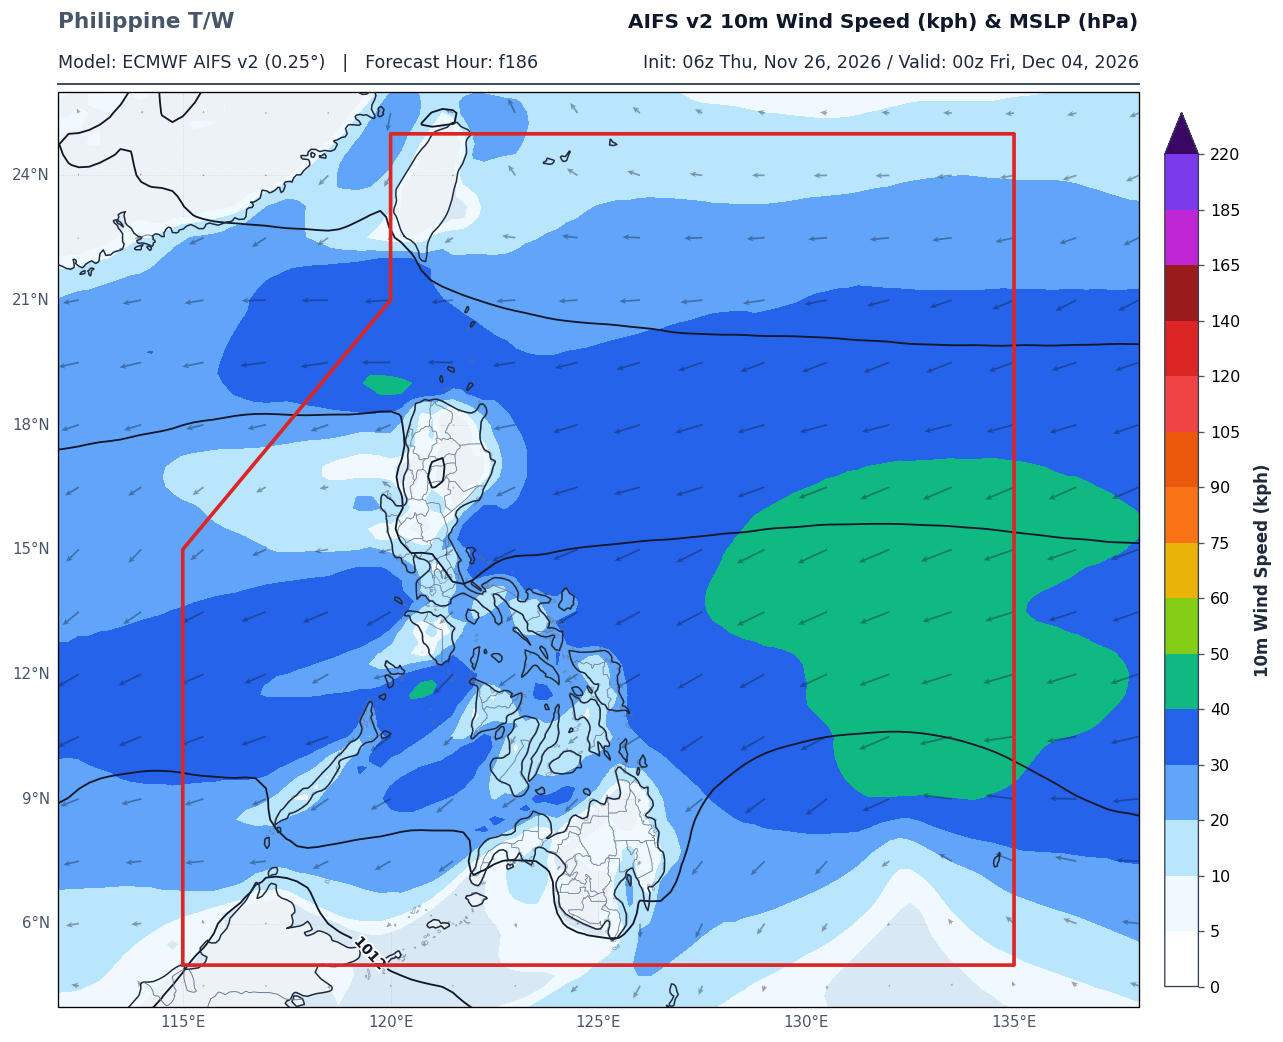 Philippine T/W
AIFS v2 10m Wind Speed (kph) & MSLP (hPa)
Model: ECMWF AIFS v2 (0.25°) | Forecast Hour: f186
Init: 06z Thu, Nov 26, 2026 / Valid: 00z Fri, Dec 04, 2026
24°N
21°N
18°N
15°N
12°N
9°N
6°N
115°E
120°E
125°E
130°E
135°E
1012
220
185
165
140
120
105
90
75
60
50
40
30
20
10
5
0
10m Wind Speed (kph)